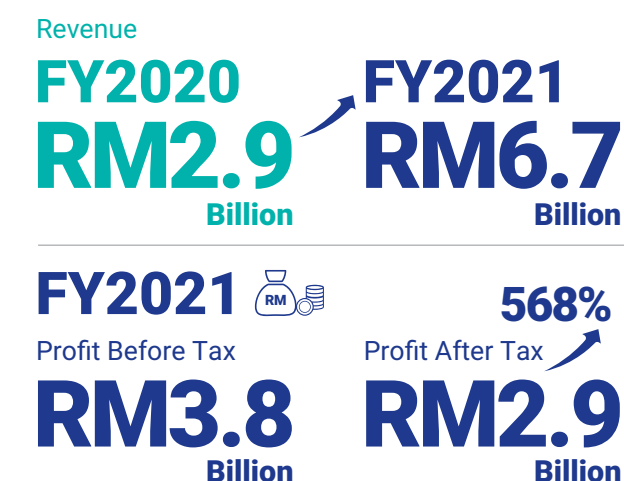 Revenue
FY2020
RM2.9
Billion
FY2021
RM6.7
Billion
FY2021
RM
Profit Before Tax
RM3.8
Billion
568%
Profit After Tax
RM2.9
Billion